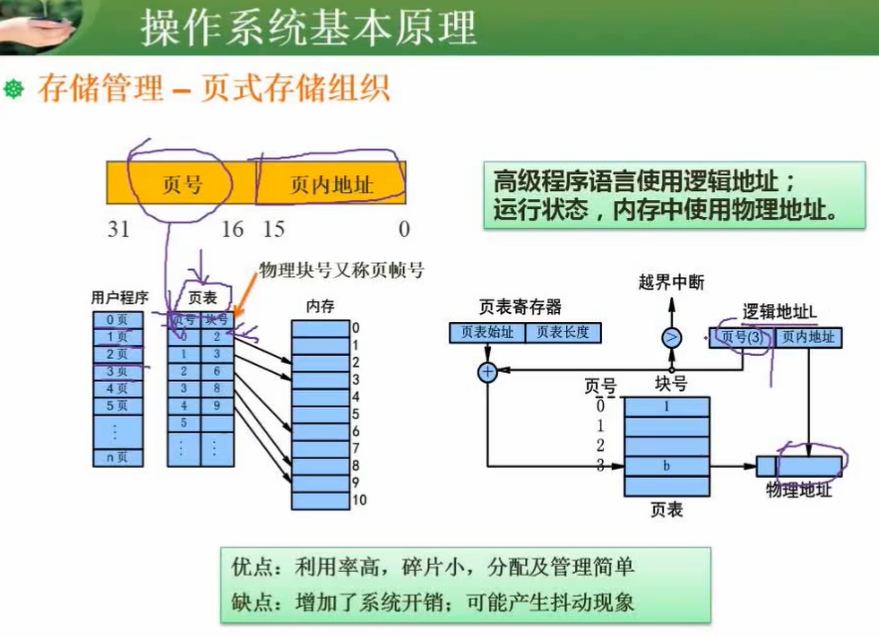 操作系统基本原理
存储管理 – 页式存储组织
页号 页内地址
31 16 15 0
高级程序语言使用逻辑地址；
运行状态，内存中使用物理地址。
物理块号又称页帧号
用户程序
0 页
1 页
2 页
3 页
4 页
5 页
⋮
n 页
页表
页号 块号
0 2
1 3
2 6
3 8
4 9
5
⋮ ⋮
内存
0
1
2
3
4
5
6
7
8
9
10
页表寄存器
页表始址 页表长度
越界中断
>
逻辑地址L
页号(3) 页内地址
+
页号 块号
0 1
1
2
3 b
页表
物理地址
优点：利用率高，碎片小，分配及管理简单
缺点：增加了系统开销；可能产生抖动现象